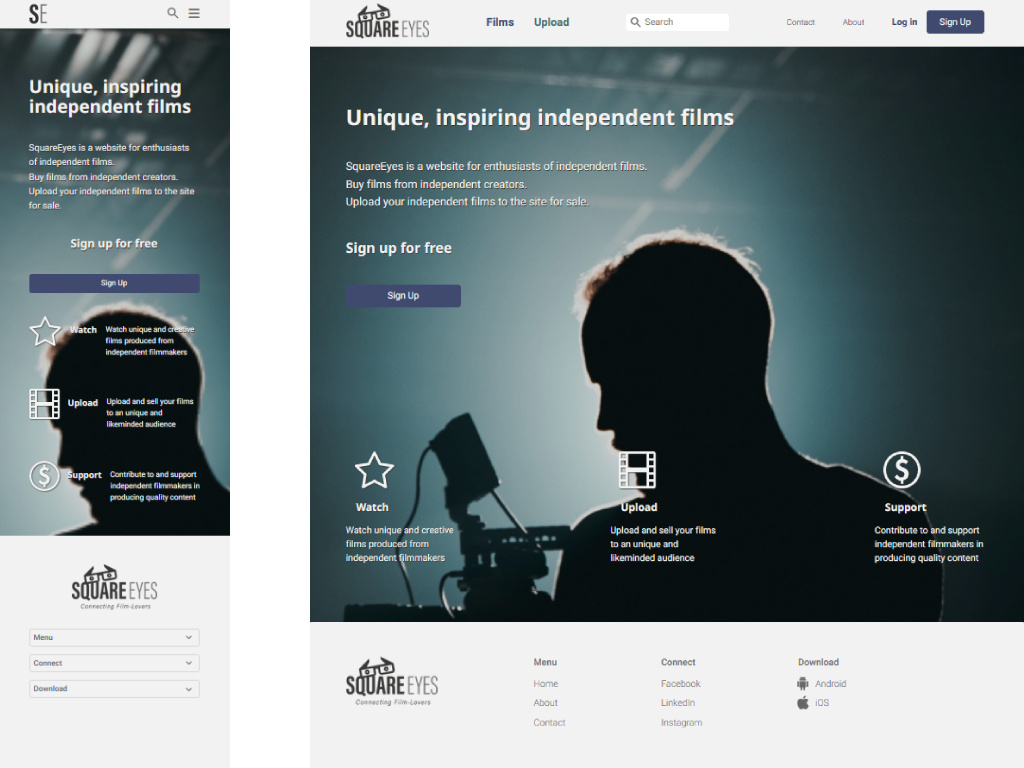 SE
Unique, inspiring
independent films
SquareEyes is a website for enthusiasts
of independent films.
Buy films from independent creators.
Upload your independent films to the site
for sale.
Sign up for free
Sign Up
Watch
Watch unique and creative
films produced from
independent filmmakers
Upload
Upload and sell your films
to an unique and
likeminded audience
Support
Contribute to and support
independent filmmakers in
producing quality content
SQUARE EYES
Connecting Film-Lovers
Menu
Connect
Download
SQUARE EYES
Films Upload Search Contact About Log in Sign Up
Unique, inspiring independent films
SquareEyes is a website for enthusiasts of independent films.
Buy films from independent creators.
Upload your independent films to the site for sale.
Sign up for free
Sign Up
Watch
Watch unique and creative
films produced from
independent filmmakers
Upload
Upload and sell your films
to an unique and
likeminded audience
Support
Contribute to and support
independent filmmakers in
producing quality content
SQUARE EYES
Connecting Film-Lovers
Menu
Home
About
Contact
Connect
Facebook
LinkedIn
Instagram
Download
Android
iOS